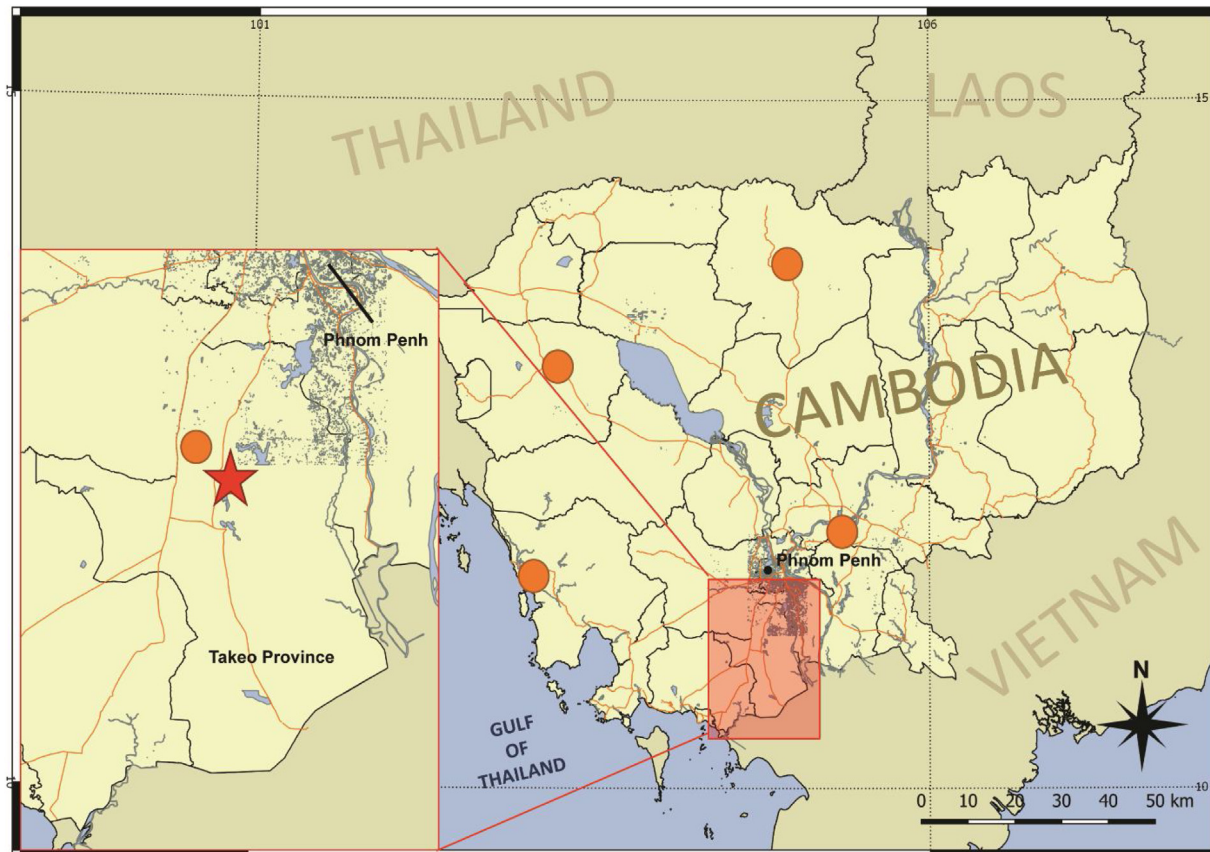 101
106
15
15
THAILAND
LAOS
CAMBODIA
Phnom Penh
Phnom Penh
Takeo Province
VIETNAM
GULF
OF
THAILAND
N
10
10
0 10 20 30 40 50 km